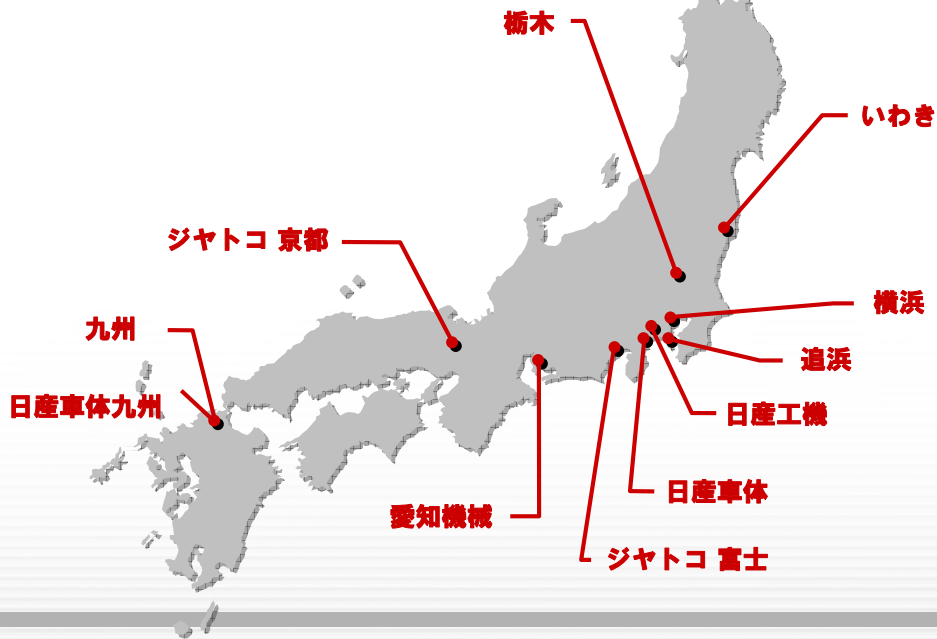 栃木
いわき
ジヤトコ 京都
横浜
九州
追浜
日産車体九州
日産工機
日産車体
愛知機械
ジヤトコ 富士